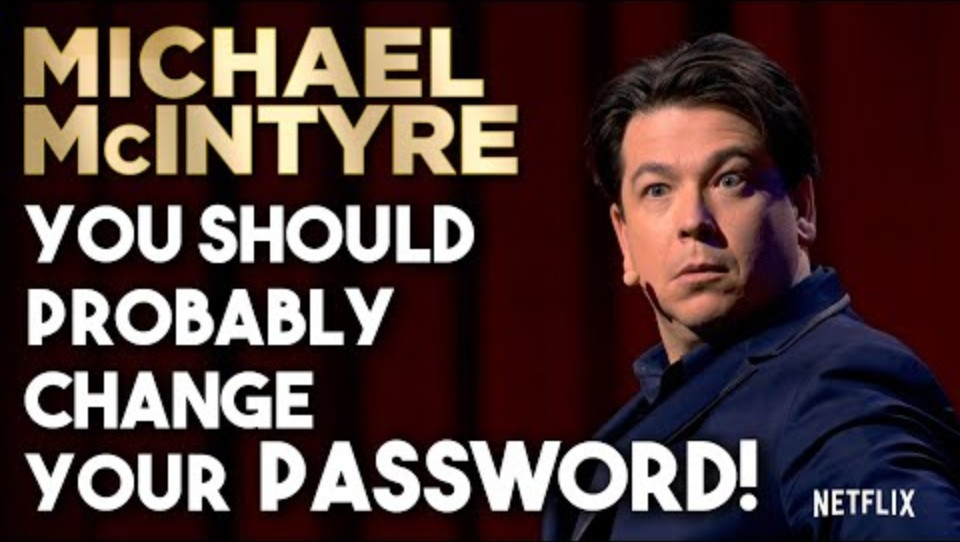 MICHAEL
McINTYRE
YOU SHOULD
PROBABLY
CHANGE
YOUR PASSWORD!
NETFLIX